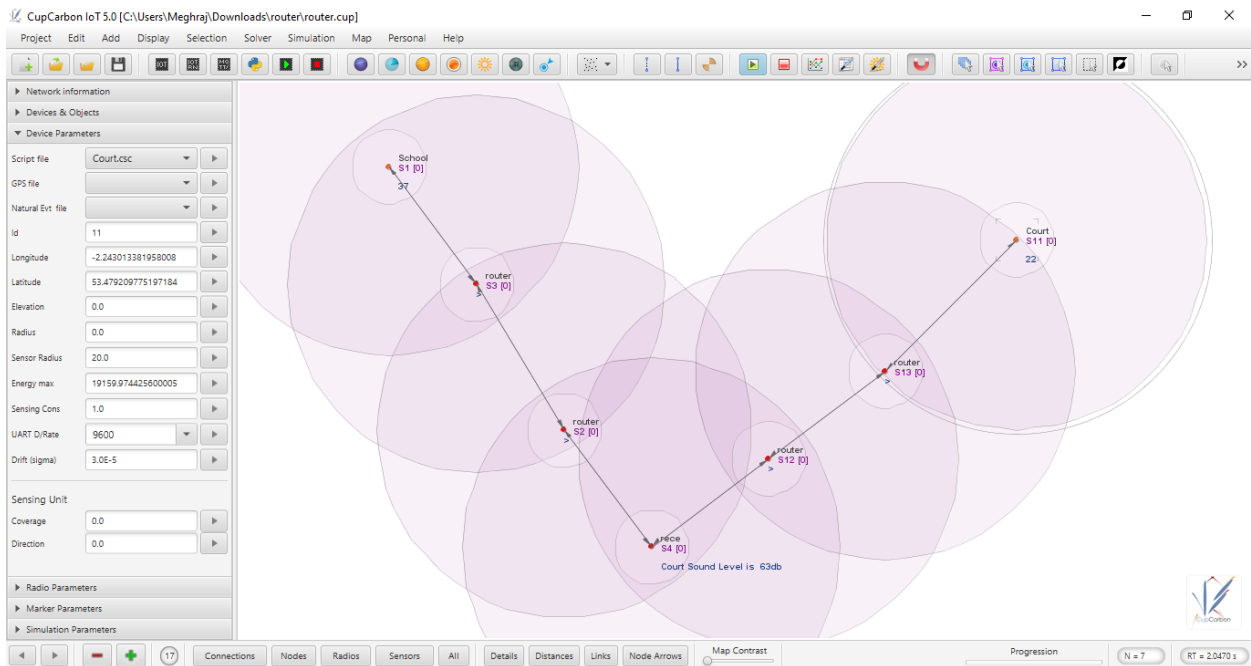 CupCarbon IoT 5.0 [C:\Users\Meghraj\Downloads\router\router.cup]
Project Edit Add Display Selection Solver Simulation Map Personal Help
Network information
Devices & Objects
Device Parameters
Script file Court.csc
GPS file
Natural Evt file
Id 11
Longitude -2.243013381958008
Latitude 53.479209775197184
Elevation 0.0
Radius 0.0
Sensor Radius 20.0
Energy max 19159.974425600005
Sensing Cons 1.0
UART D/Rate 9600
Drift (sigma) 3.0E-5
Sensing Unit
Coverage 0.0
Direction 0.0
Radio Parameters
Marker Parameters
Simulation Parameters
School
S1 [0]
37
router
S3 [0]
>
router
S2 [0]
>
rece
S4 [0]
Court Sound Level is 63db
router
S12 [0]
>
router
S13 [0]
>
Court
S11 [0]
22
CupCarbon
17 Connections Nodes Radios Sensors All Details Distances Links Node Arrows Map Contrast Progression N = 7 RT = 2.0470 s